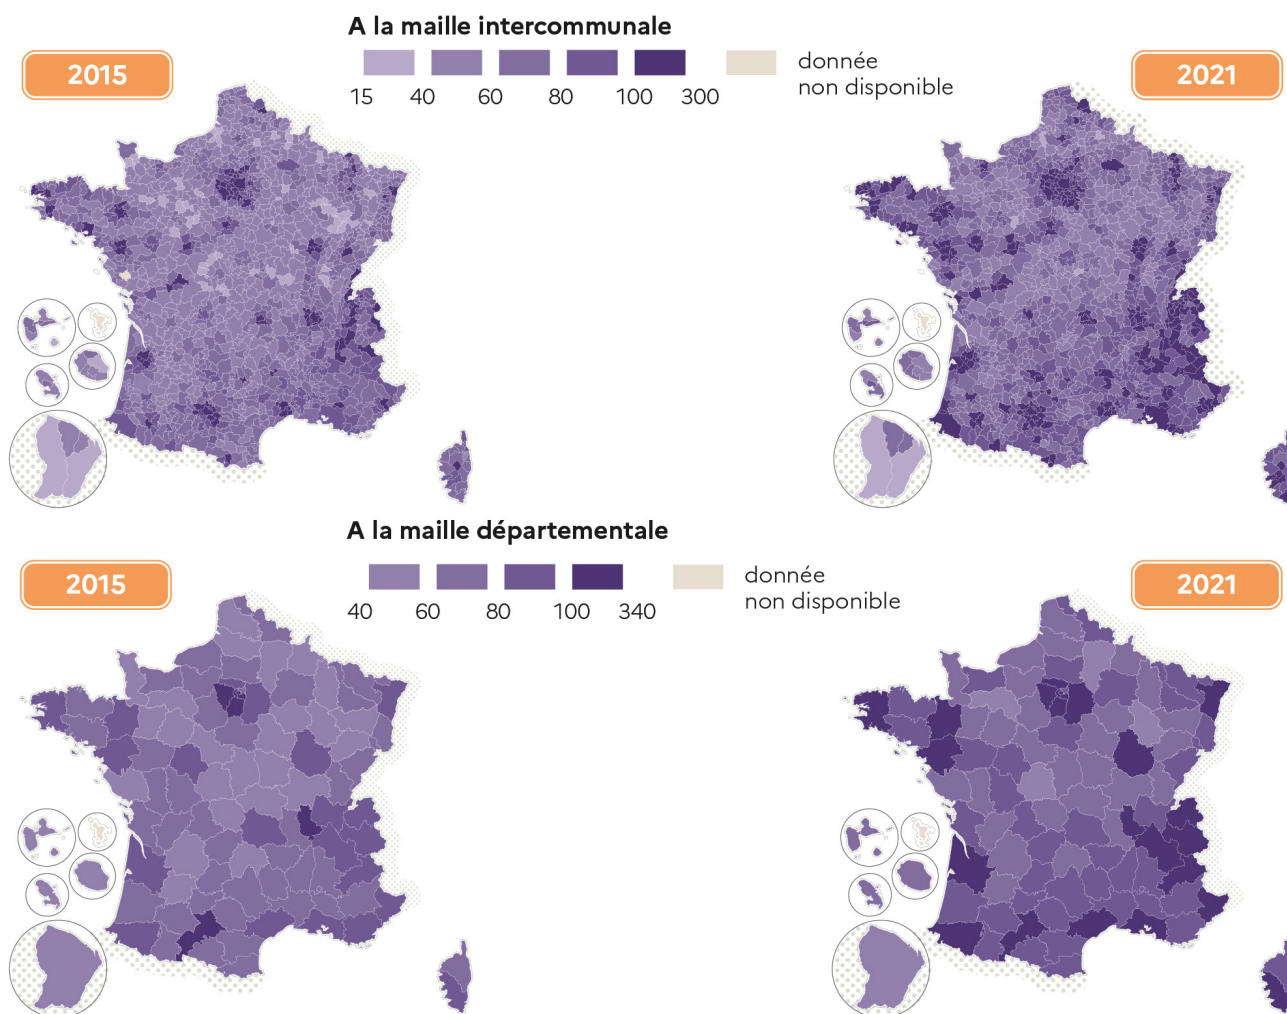 A la maille intercommunale
2015
15 40 60 80 100 300
donnée
non disponible
2021
A la maille départementale
2015
40 60 80 100 340
donnée
non disponible
2021